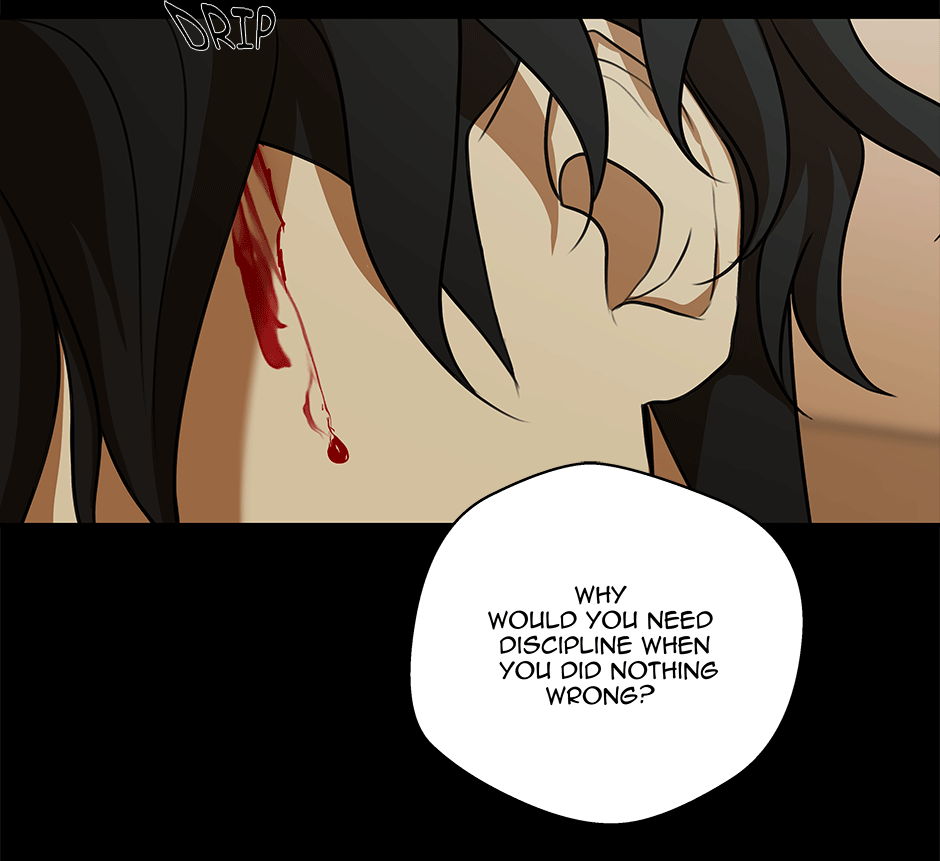 DRIP
WHY
WOULD YOU NEED
DISCIPLINE WHEN
YOU DID NOTHING
WRONG?